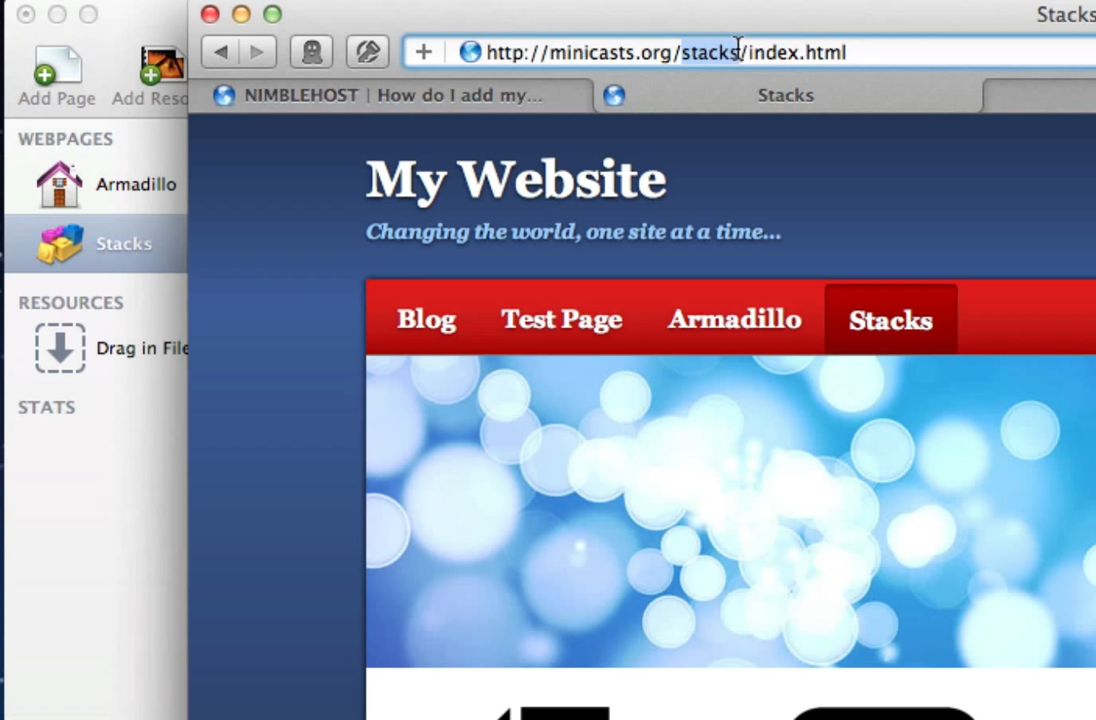 Stacks
http://minicasts.org/stacks/index.html
Add Page
Add Reso
NIMBLEHOST | How do I add my...
Stacks
WEBPAGES
Armadillo
Stacks
RESOURCES
Drag in File
STATS
My Website
Changing the world, one site at a time...
Blog
Test Page
Armadillo
Stacks